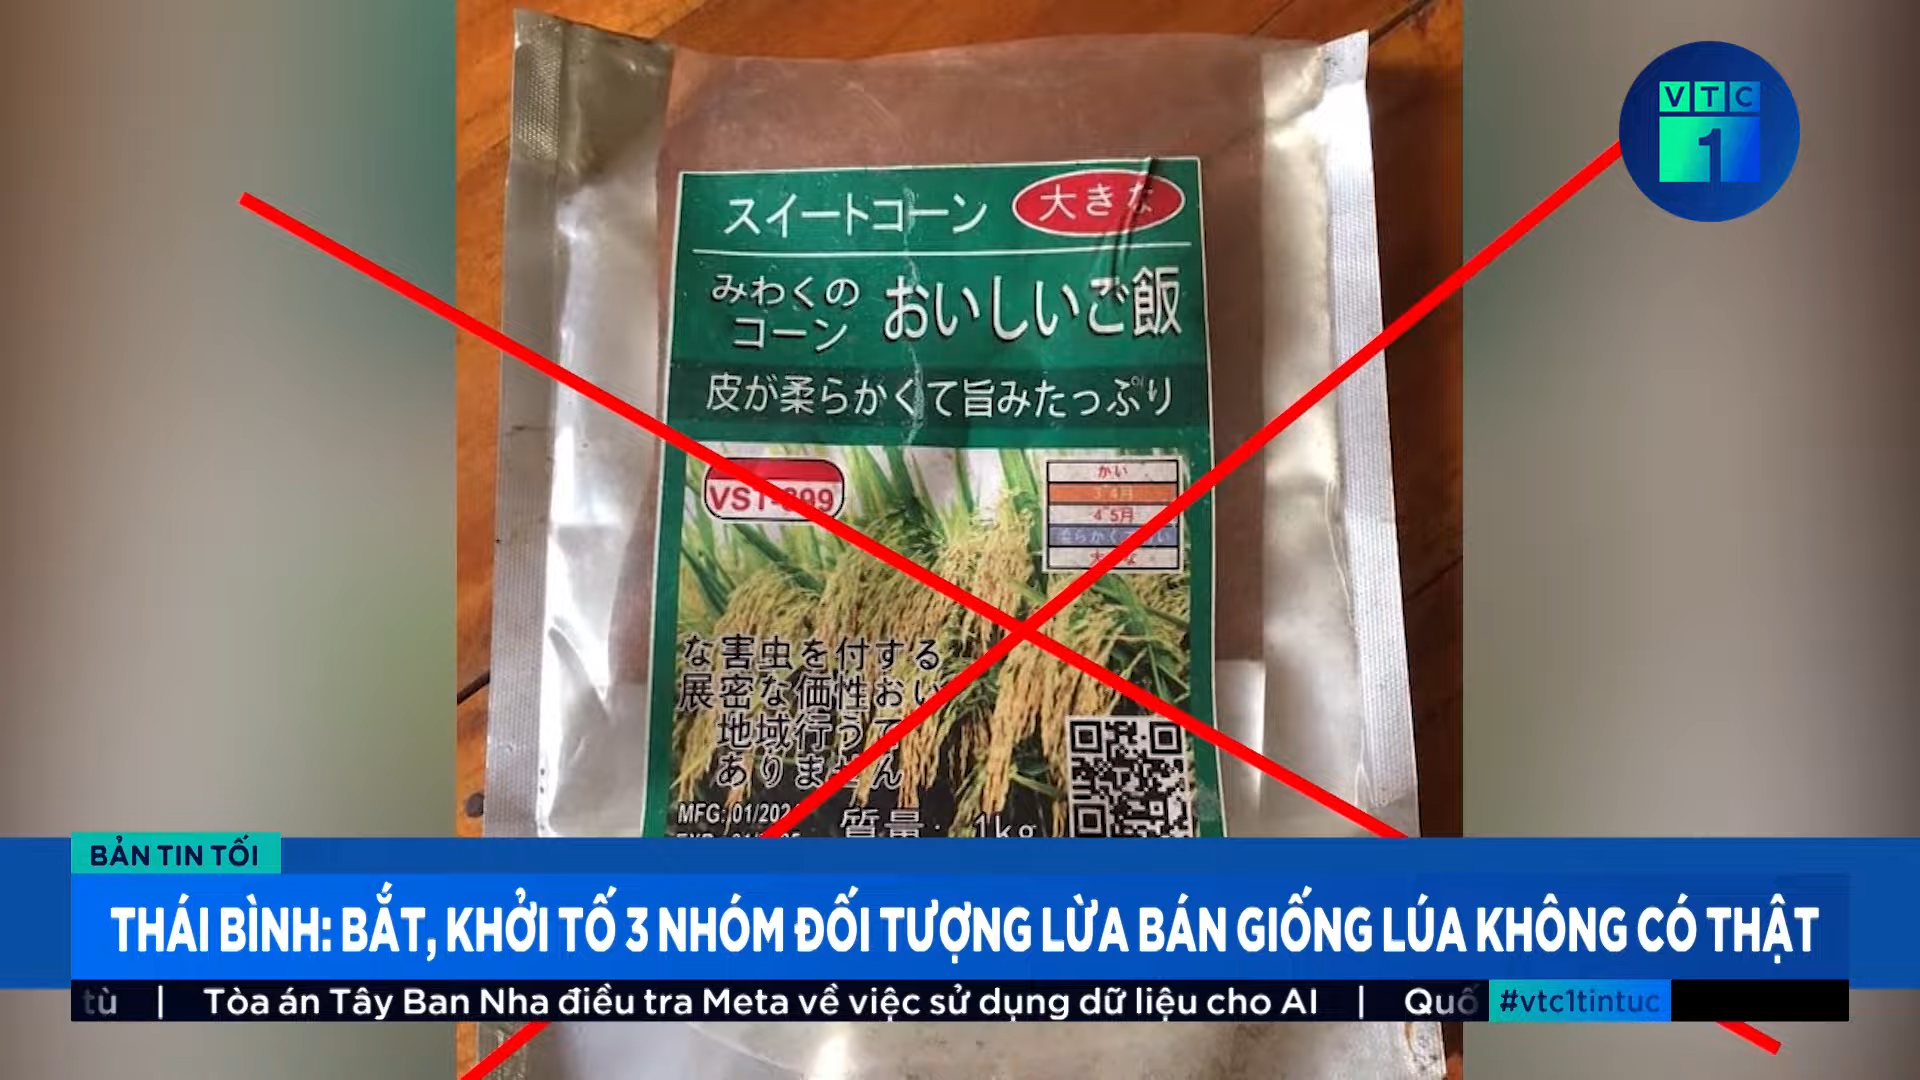 VTC
1
スイートコーン 大きな
みわくの
コーン
おいしいご飯
皮が柔らかくて旨みたっぷり
VST-899
かい
3~4月
4~5月
な害虫を付する
展密な価性おい
地域行うて
ありません
MFG: 01/202
質量: 1kg
BẢN TIN TỐI
THÁI BÌNH: BẮT, KHỞI TỐ 3 NHÓM ĐỐI TƯỢNG LỪA BÁN GIỐNG LÚA KHÔNG CÓ THẬT
tù | Tòa án Tây Ban Nha điều tra Meta về việc sử dụng dữ liệu cho AI | Quố #vtc1tintuc